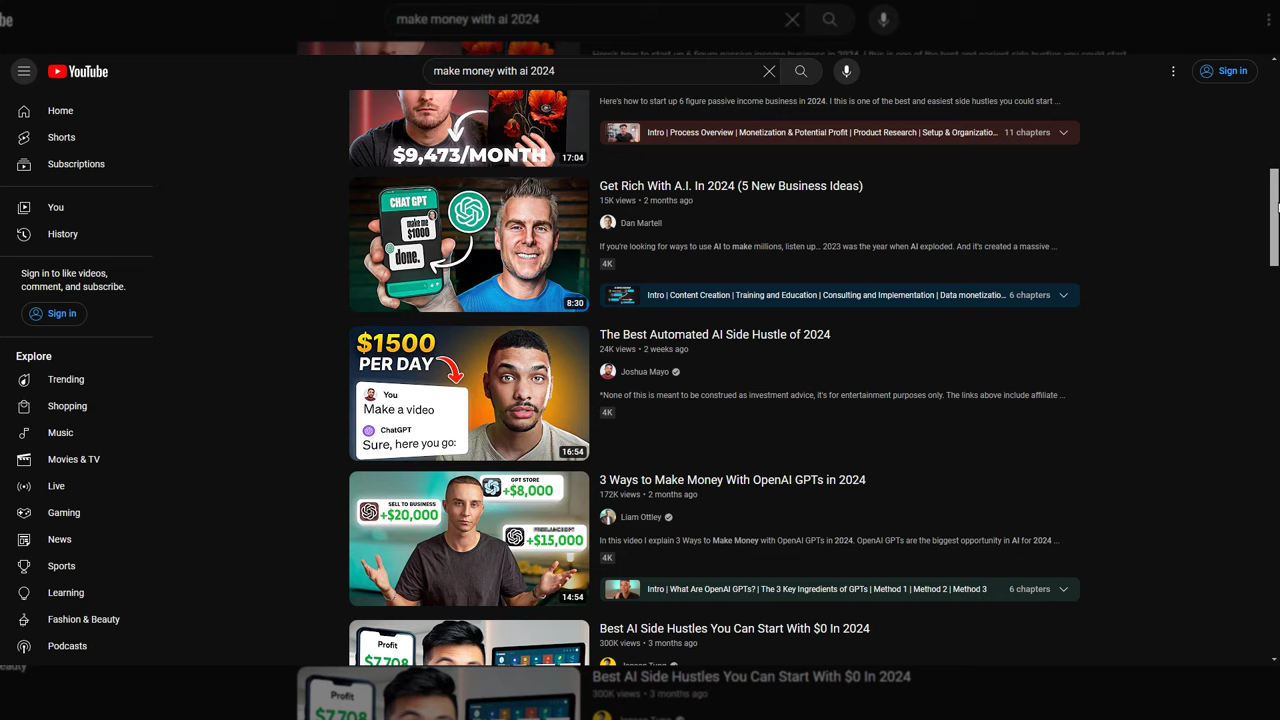 be
make money with ai 2024
YouTube
make money with ai 2024
Sign in
Home
Shorts
Subscriptions
You
History
Sign in to like videos,
comment, and subscribe.
Sign in
Explore
Trending
Shopping
Music
Movies & TV
Live
Gaming
News
Sports
Learning
Fashion & Beauty
Podcasts
$9,473/MONTH
17:04
Here's how to start up 6 figure passive income business in 2024. I this is one of the best and easiest side hustles you could start ...
Intro | Process Overview | Monetization & Potential Profit | Product Research | Setup & Organizatio...
11 chapters
CHAT GPT
make me
$1000
done.
8:30
Get Rich With A.I. In 2024 (5 New Business Ideas)
15K views • 2 months ago
Dan Martell
If you're looking for ways to use AI to make millions, listen up... 2023 was the year when AI exploded. And it's created a massive ...
4K
Intro | Content Creation | Training and Education | Consulting and Implementation | Data monetizatio...
6 chapters
$1500
PER DAY
You
Make a video
ChatGPT
Sure, here you go:
16:54
The Best Automated AI Side Hustle of 2024
24K views • 2 weeks ago
Joshua Mayo
*None of this is meant to be construed as investment advice, it's for entertainment purposes only. The links above include affiliate ...
4K
GPT STORE
+$8,000
SELL TO BUSINESS
+$20,000
+$15,000
14:54
3 Ways to Make Money With OpenAI GPTs in 2024
172K views • 2 months ago
Liam Ottley
In this video I explain 3 Ways to Make Money with OpenAI GPTs in 2024. OpenAI GPTs are the biggest opportunity in AI for 2024 ...
4K
Intro | What Are OpenAI GPTs? | The 3 Key Ingredients of GPTs | Method 1 | Method 2 | Method 3
6 chapters
Profit
$7,708
Best AI Side Hustles You Can Start With $0 In 2024
300K views • 3 months ago
eauty
Profit
$7,708
Best AI Side Hustles You Can Start With $0 In 2024
300K views • 3 months ago